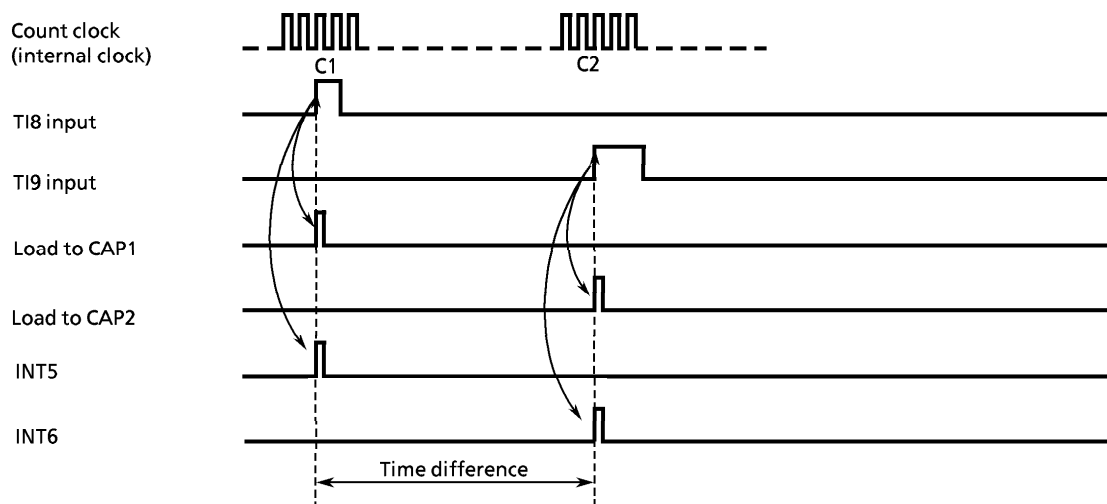 Count clock
(internal clock)
C1
C2
TI8 input
TI9 input
Load to CAP1
Load to CAP2
INT5
INT6
Time difference